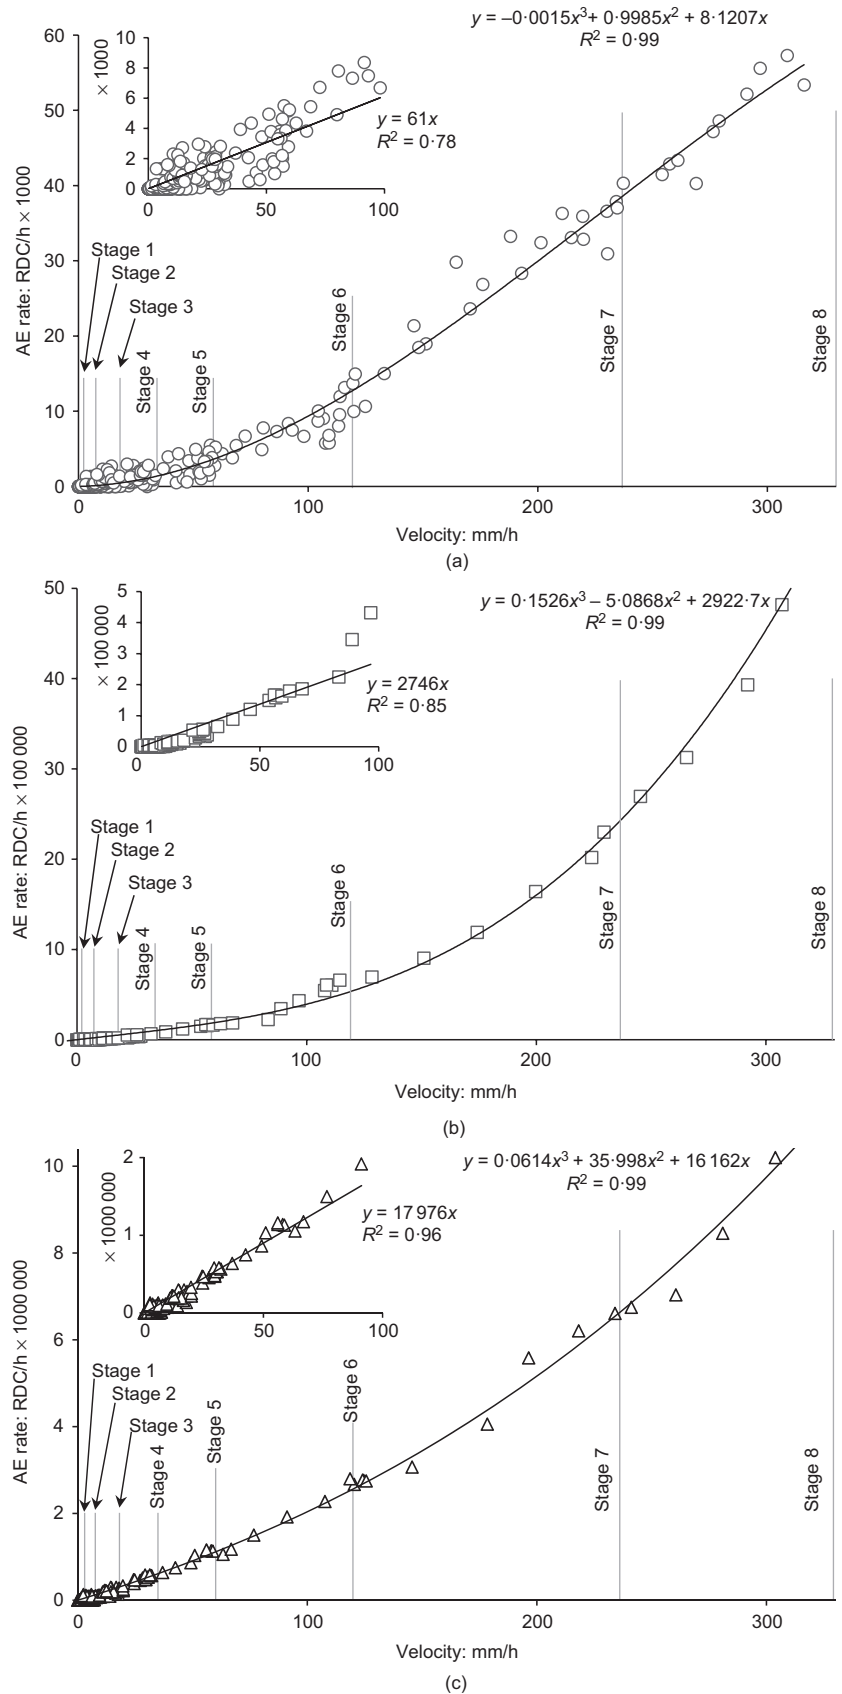 y = –0·0015x³+ 0·9985x² + 8·1207x
R² = 0·99
60
50
40
30
20
10
0
AE rate: RDC/h × 1000
10
8
6
4
2
0
× 1000
y = 61x
R² = 0·78
0 50 100
Stage 1
Stage 2
Stage 3
Stage 4
Stage 5
Stage 6
Stage 7
Stage 8
0 100 200 300
Velocity: mm/h
(a)
y = 0·1526x³ – 5·0868x² + 2922·7x
R² = 0·99
50
40
30
20
10
0
AE rate: RDC/h × 100 000
5
4
3
2
1
0
× 100 000
y = 2746x
R² = 0·85
0 50 100
Stage 1
Stage 2
Stage 3
Stage 4
Stage 5
Stage 6
Stage 7
Stage 8
0 100 200 300
Velocity: mm/h
(b)
y = 0·0614x³ + 35·998x² + 16 162x
R² = 0·99
10
8
6
4
2
0
AE rate: RDC/h × 1000 000
2
1
0
× 1000 000
y = 17 976x
R² = 0·96
0 50 100
Stage 1
Stage 2
Stage 3
Stage 4
Stage 5
Stage 6
Stage 7
Stage 8
0 100 200 300
Velocity: mm/h
(c)